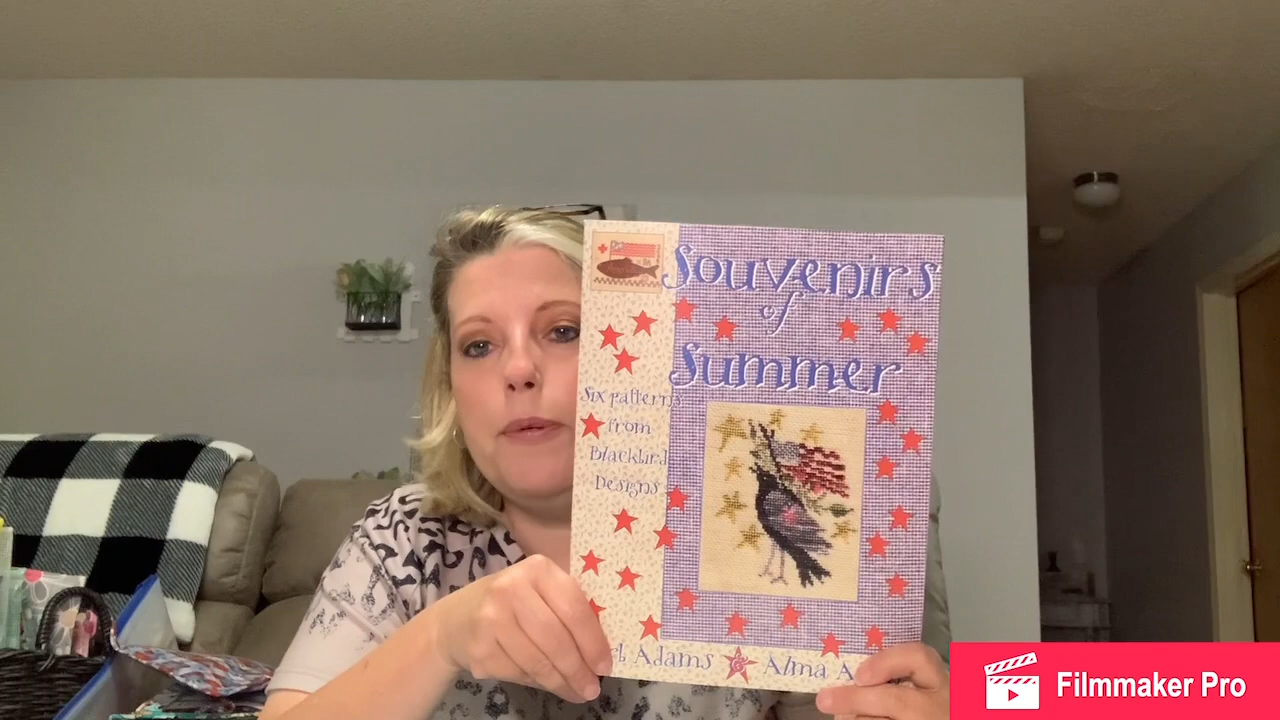 Souvenirs
of
Summer
Six patterns
from
Blackbird
Designs
Adams
Alma
Filmmaker Pro